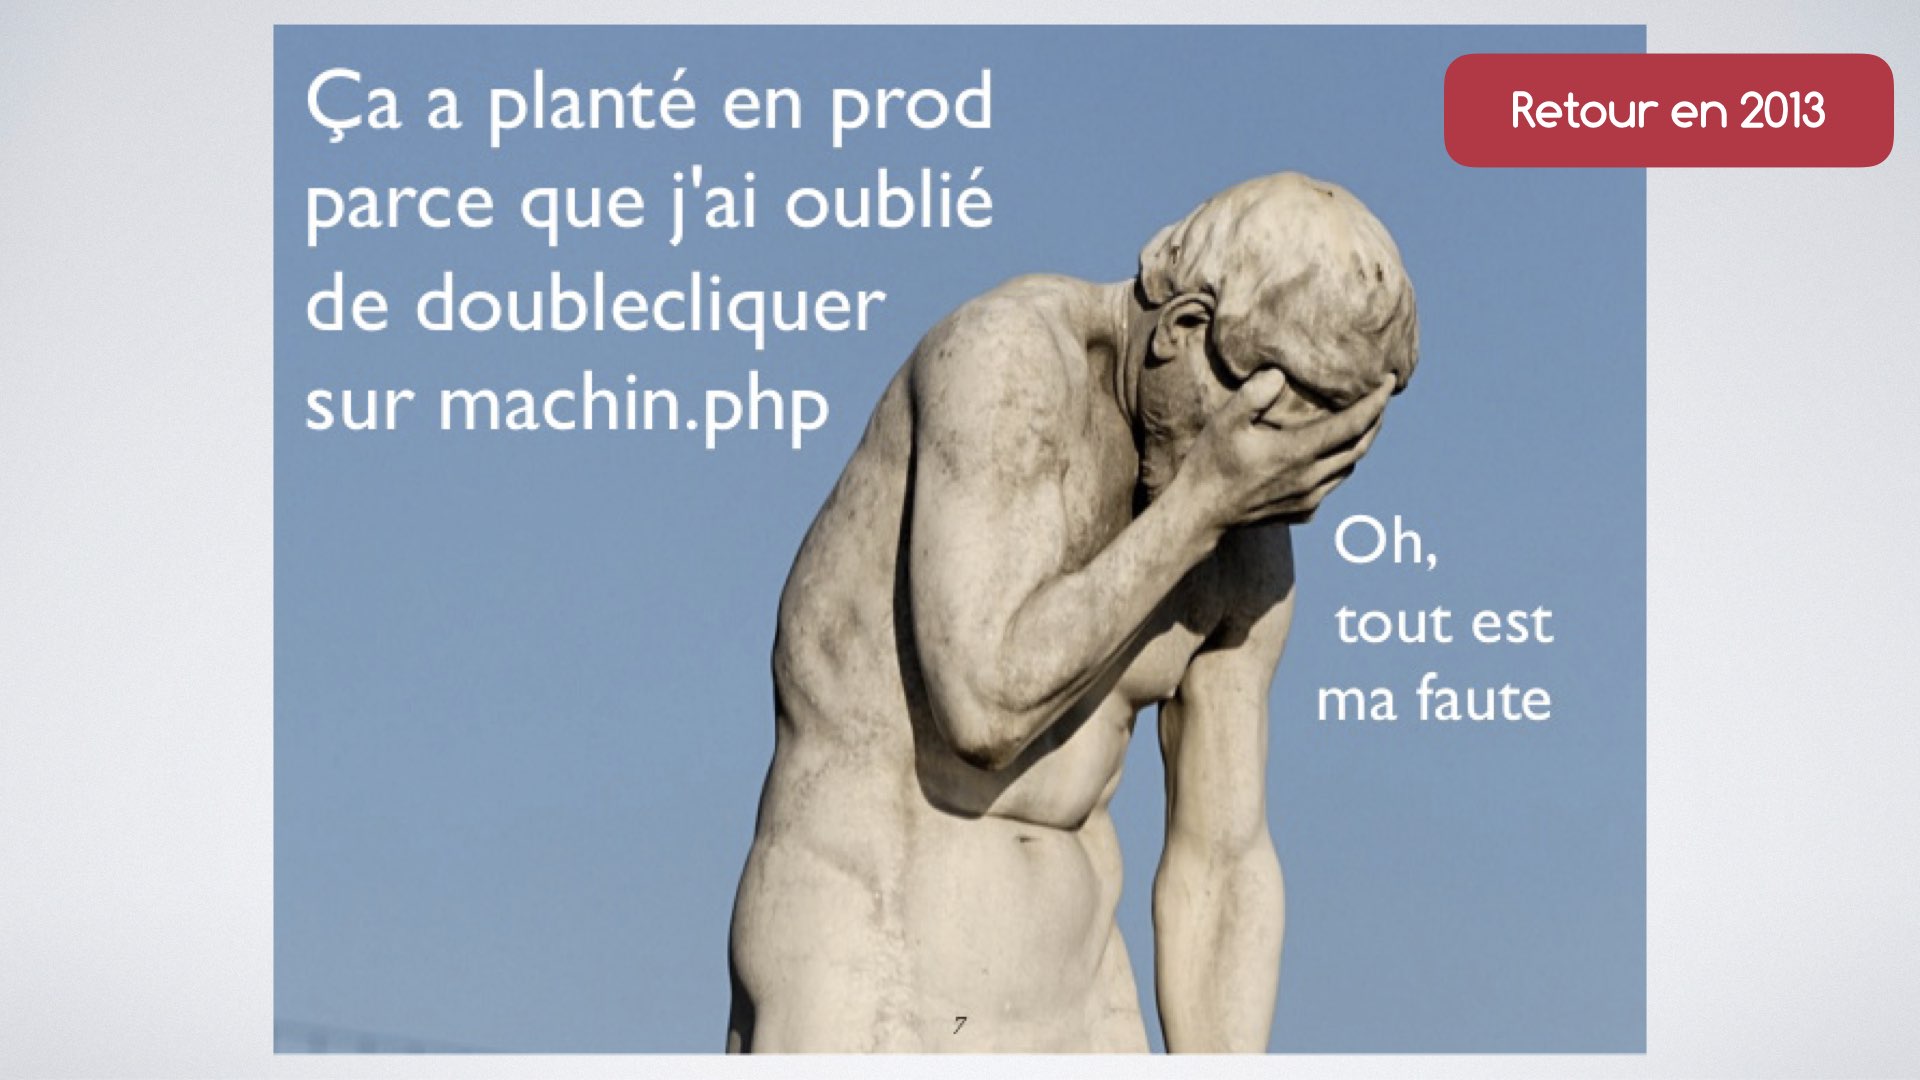 Ça a planté en prod
parce que j'ai oublié
de doublecliquer
sur machin.php
Retour en 2013
Oh,
tout est
ma faute
7